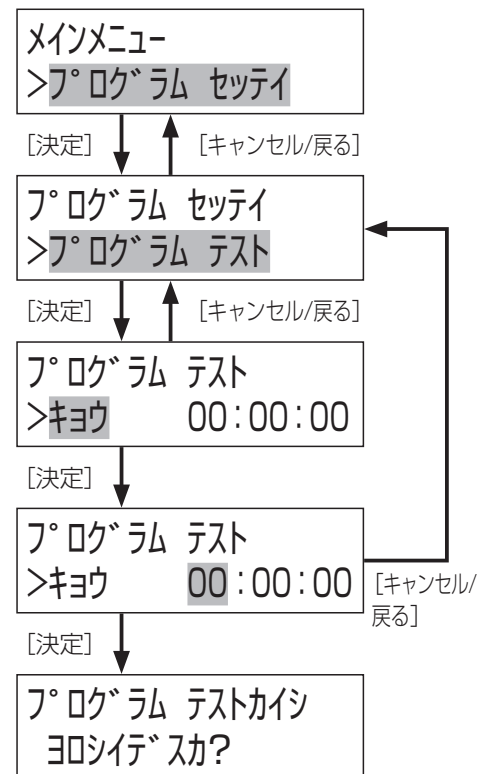 メインメニュー
>プログラム セッテイ
[決定] [キャンセル/戻る]
プログラム セッテイ
>プログラム テスト
[決定] [キャンセル/戻る]
プログラム テスト
>キョウ 00:00:00
[決定]
プログラム テスト
>キョウ 00:00:00
[キャンセル/
戻る]
[決定]
プログラム テストカイシ
ヨロシイデスカ?